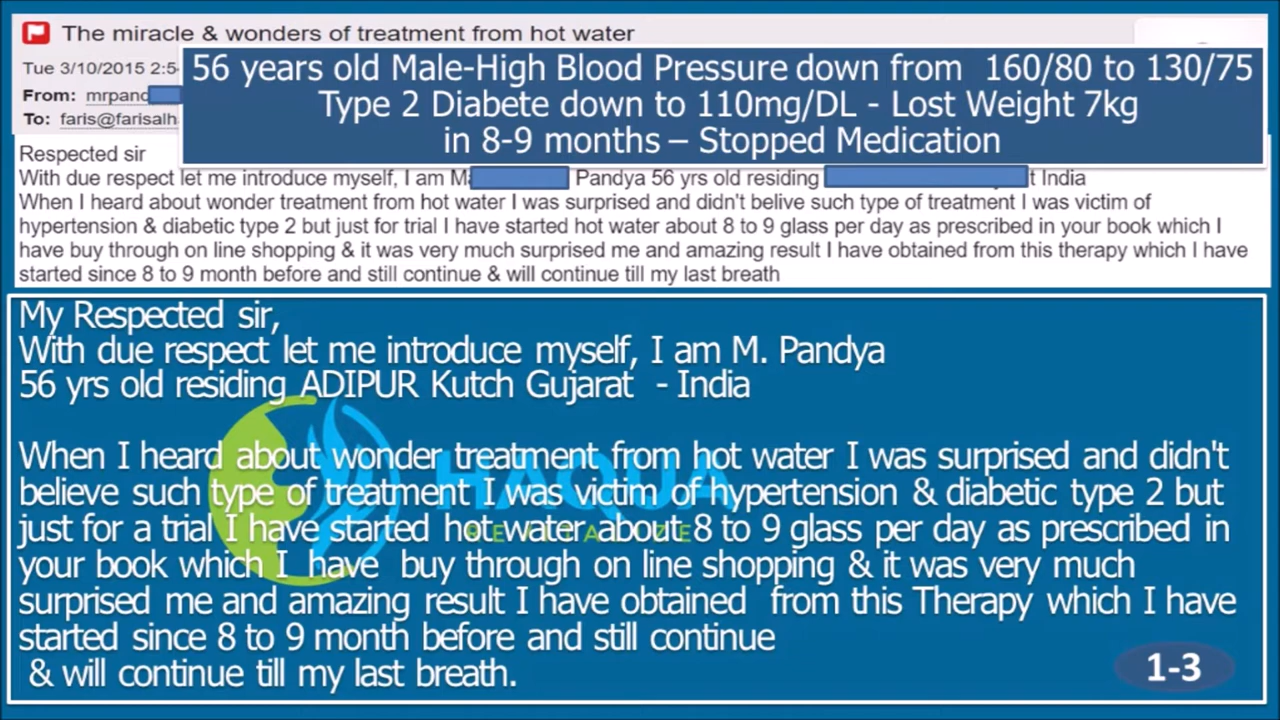 The miracle & wonders of treatment from hot water
Tue 3/10/2015 2:5
From: mrpand
To: faris@farisalh
56 years old Male-High Blood Pressure down from 160/80 to 130/75
Type 2 Diabete down to 110mg/DL - Lost Weight 7kg
in 8-9 months – Stopped Medication
Respected sir
With due respect let me introduce myself, I am M Pandya 56 yrs old residing t India
When I heard about wonder treatment from hot water I was surprised and didn't belive such type of treatment I was victim of
hypertension & diabetic type 2 but just for trial I have started hot water about 8 to 9 glass per day as prescribed in your book which I
have buy through on line shopping & it was very much surprised me and amazing result I have obtained from this therapy which I have
started since 8 to 9 month before and still continue & will continue till my last breath
My Respected sir,
With due respect let me introduce myself, I am M. Pandya
56 yrs old residing ADIPUR Kutch Gujarat - India
When I heard about wonder treatment from hot water I was surprised and didn't
believe such type of treatment I was victim of hypertension & diabetic type 2 but
just for a trial I have started hot water about 8 to 9 glass per day as prescribed in
your book which I have buy through on line shopping & it was very much
surprised me and amazing result I have obtained from this Therapy which I have
started since 8 to 9 month before and still continue
& will continue till my last breath.
HAQUA
1-3